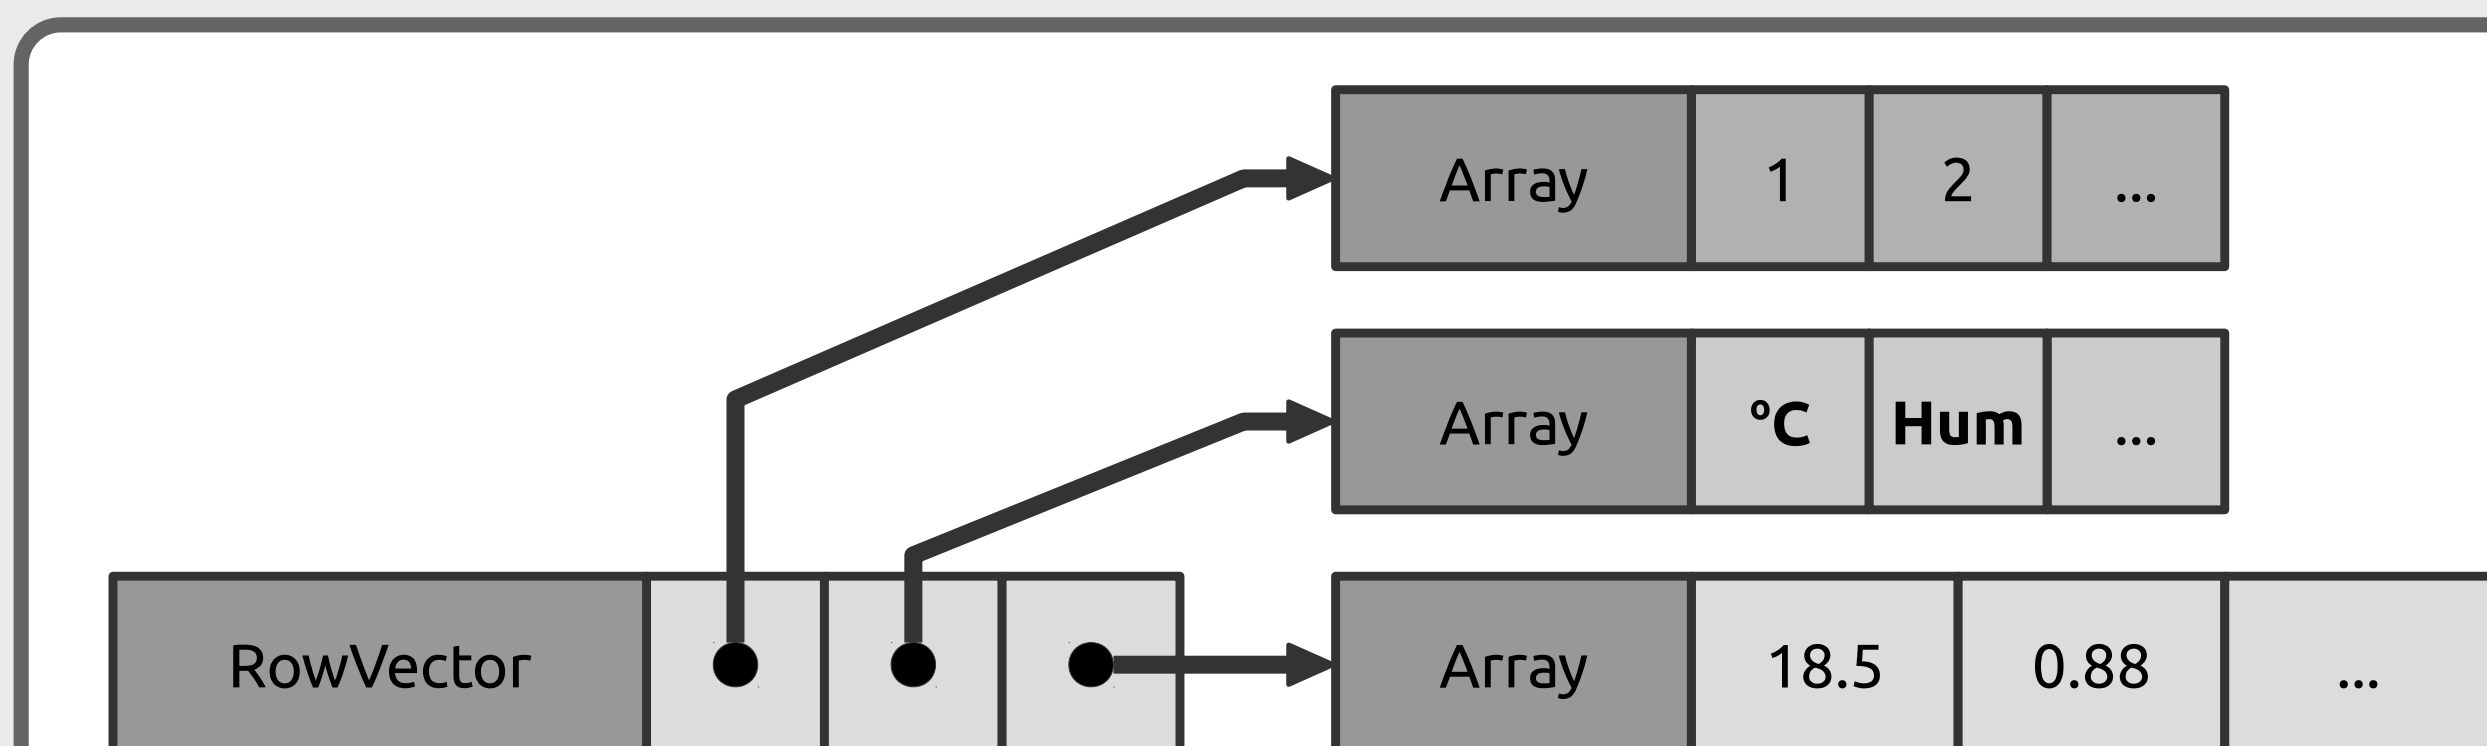 Array 1 2 ...
Array °C Hum ...
RowVector Array 18.5 0.88 ...